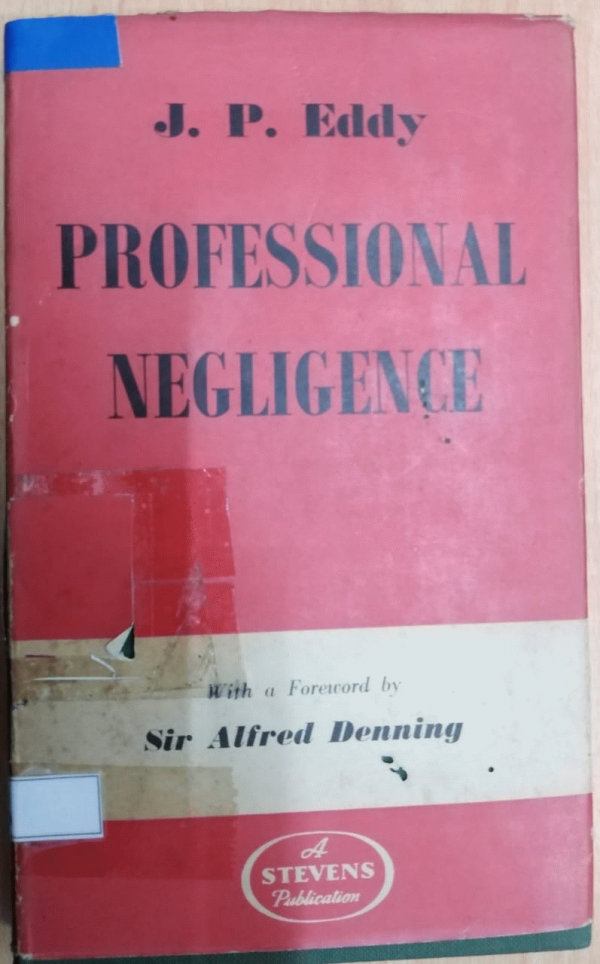 J. P. Eddy
PROFESSIONAL
NEGLIGENCE
With a Foreword by
Sir Alfred Denning
A
STEVENS
Publication